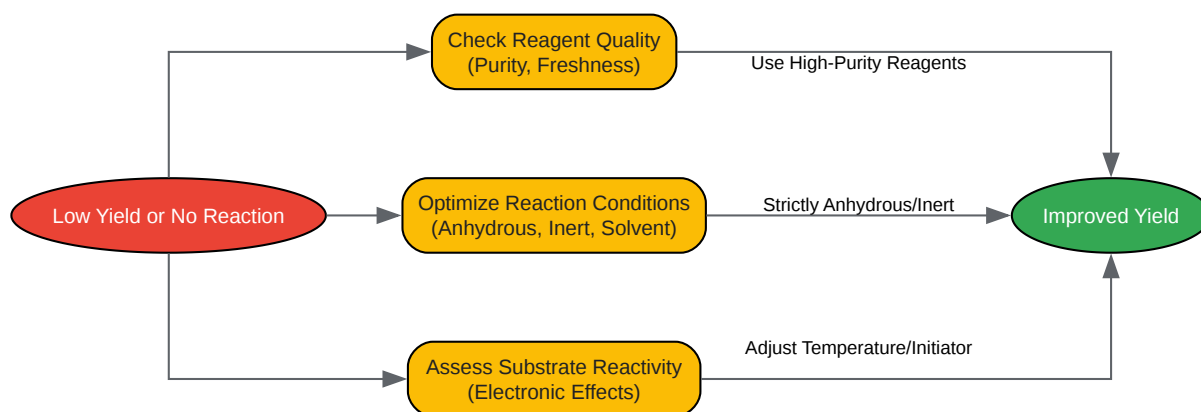 Check Reagent Quality
(Purity, Freshness)
Use High-Purity Reagents
Low Yield or No Reaction
Optimize Reaction Conditions
(Anhydrous, Inert, Solvent)
Strictly Anhydrous/Inert
Improved Yield
Assess Substrate Reactivity
(Electronic Effects)
Adjust Temperature/Initiator